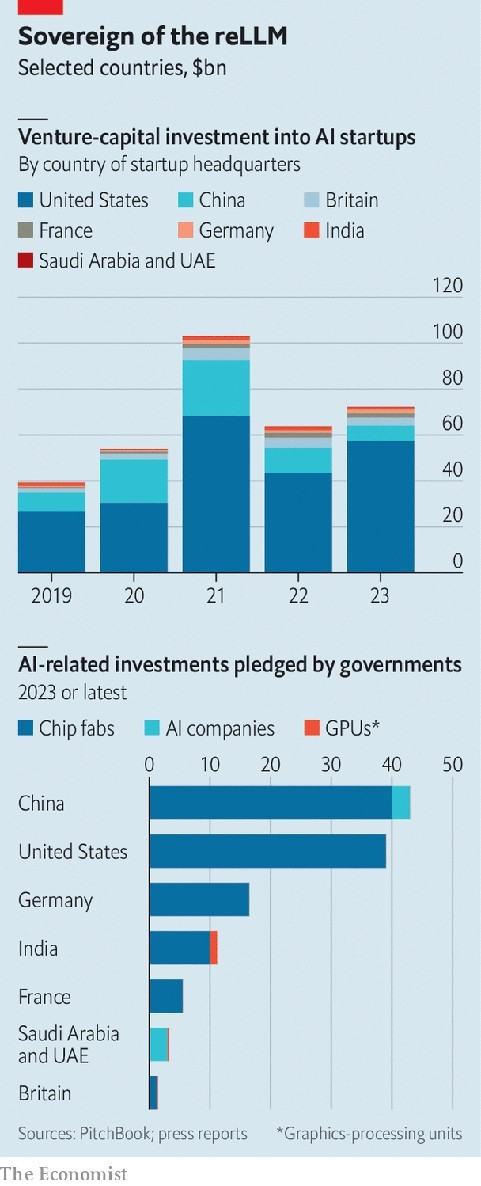 Sovereign of the reLLM
Selected countries, $bn
Venture-capital investment into AI startups
By country of startup headquarters
United States China Britain
France Germany India
Saudi Arabia and UAE
120
100
80
60
40
20
0
2019 20 21 22 23
AI-related investments pledged by governments
2023 or latest
Chip fabs AI companies GPUs*
0 10 20 30 40 50
China
United States
Germany
India
France
Saudi Arabia
and UAE
Britain
Sources: PitchBook; press reports *Graphics-processing units
The Economist